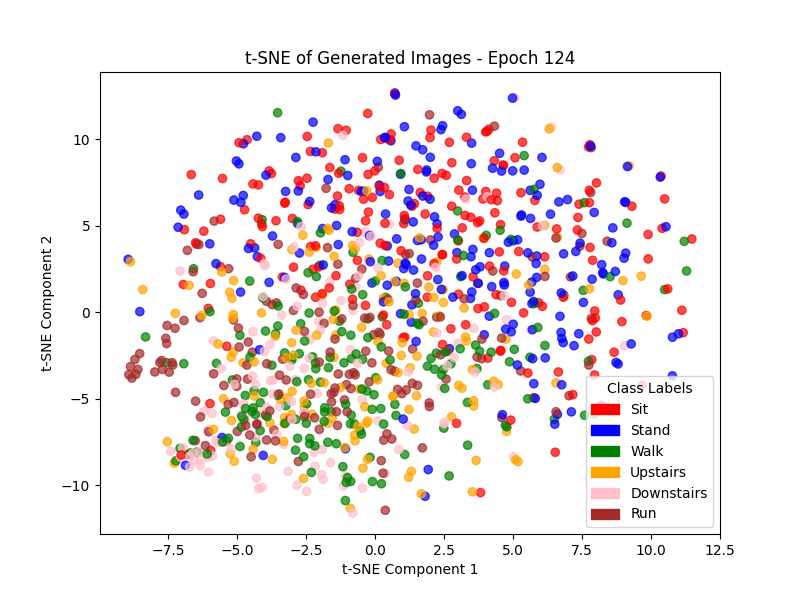 t-SNE of Generated Images - Epoch 124
t-SNE Component 2
10
5
0
−5
−10
−7.5 −5.0 −2.5 0.0 2.5 5.0 7.5 10.0 12.5
t-SNE Component 1
Class Labels
Sit
Stand
Walk
Upstairs
Downstairs
Run